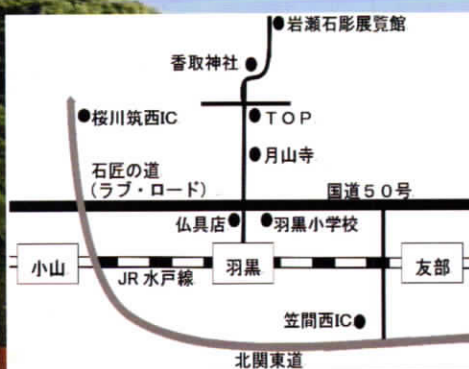 岩瀬石彫展覧館
香取神社
桜川筑西IC
TOP
月山寺
石匠の道
(ラブ・ロード)
国道50号
仏具店
羽黒小学校
小山
JR水戸線
羽黒
友部
笠間西IC
北関東道